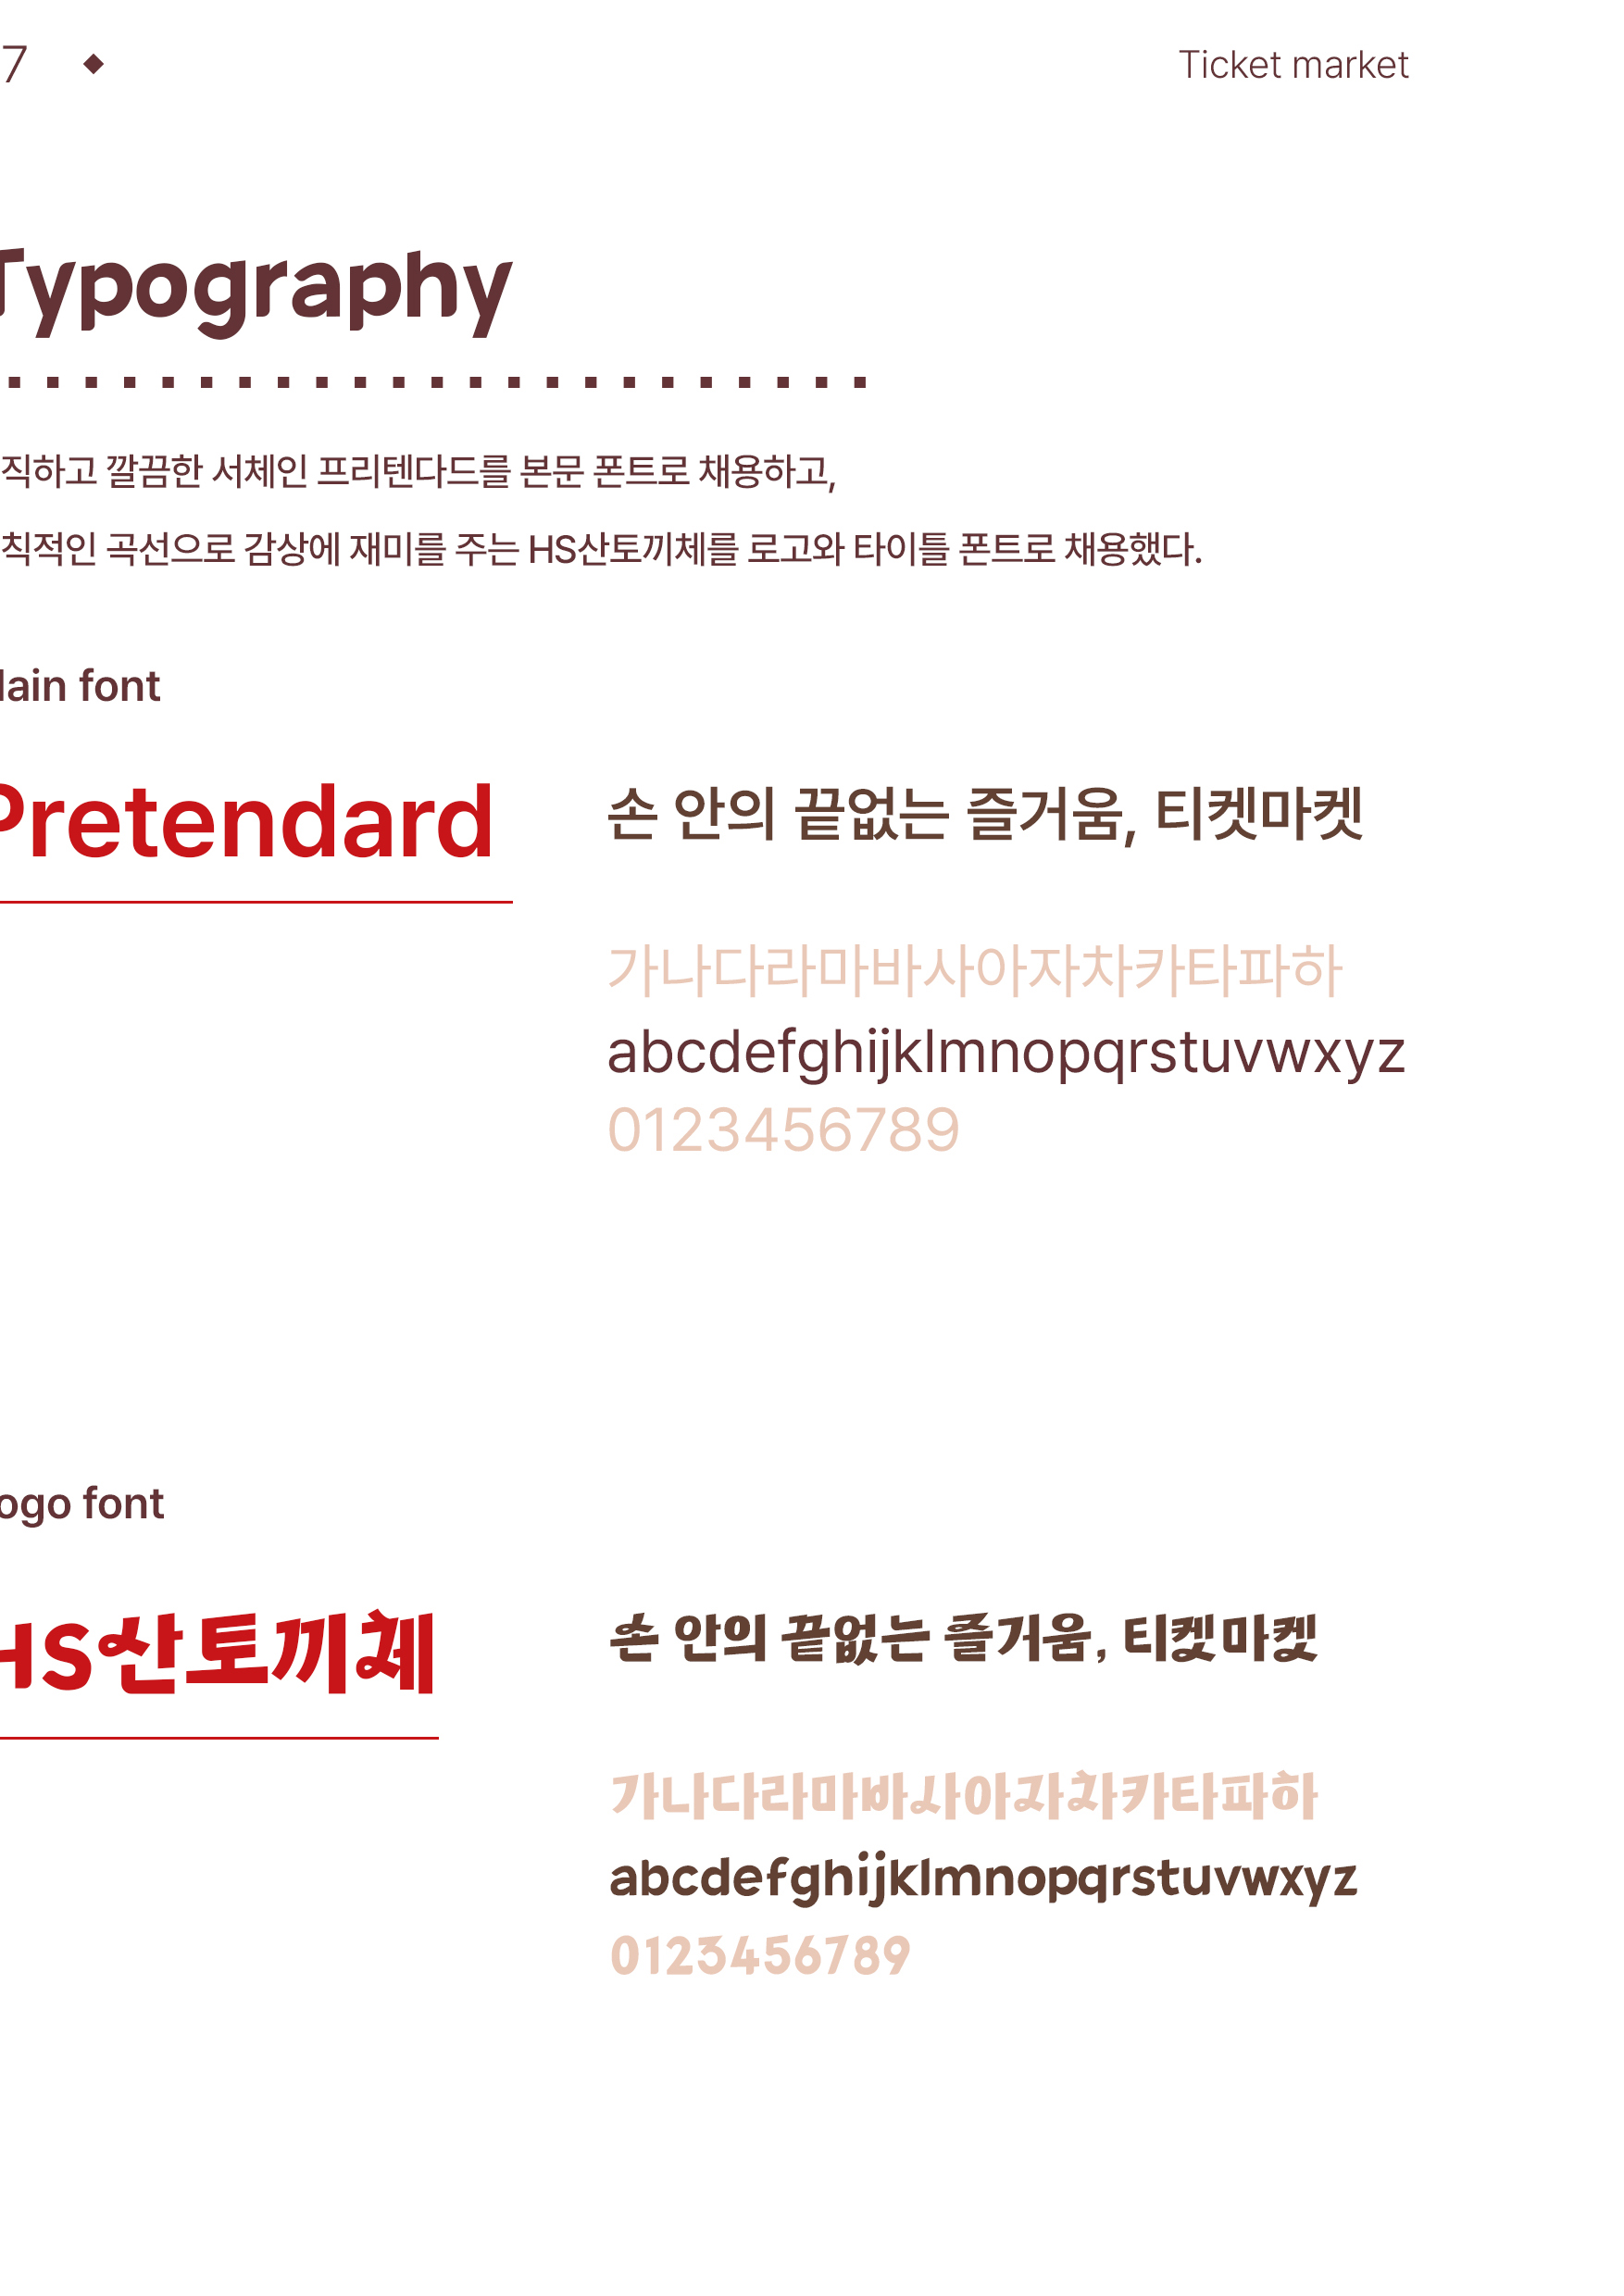 7 ◆ Ticket market
Typography
직하고 깔끔한 서체인 프리텐다드를 본문 폰트로 채용하고,
칙적인 곡선으로 감상에 재미를 주는 HS산토끼체를 로고와 타이틀 폰트로 채용했다.
ain font
Pretendard
손 안의 끝없는 즐거움, 티켓마켓
가나다라마바사아자차카타파하
abcdefghijklmnopqrstuvwxyz
0123456789
ogo font
HS산토끼체
손 안의 끝없는 즐거움, 티켓마켓
가나다라마바사아자차카타파하
abcdefghijklmnopqrstuvwxyz
0123456789